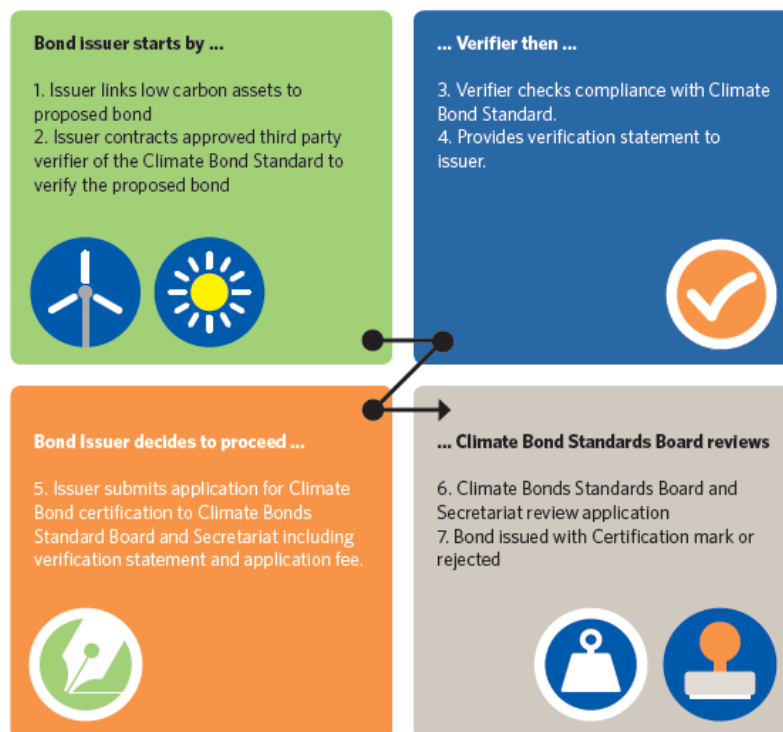 Bond issuer starts by ...
1. Issuer links low carbon assets to
proposed bond
2. Issuer contracts approved third party
verifier of the Climate Bond Standard to
verify the proposed bond
... Verifier then ...
3. Verifier checks compliance with Climate
Bond Standard.
4. Provides verification statement to
issuer.
Bond Issuer decides to proceed ...
5. Issuer submits application for Climate
Bond certification to Climate Bonds
Standard Board and Secretariat including
verification statement and application fee.
... Climate Bond Standards Board reviews
6. Climate Bonds Standards Board and
Secretariat review application
7. Bond issued with Certification mark or
rejected